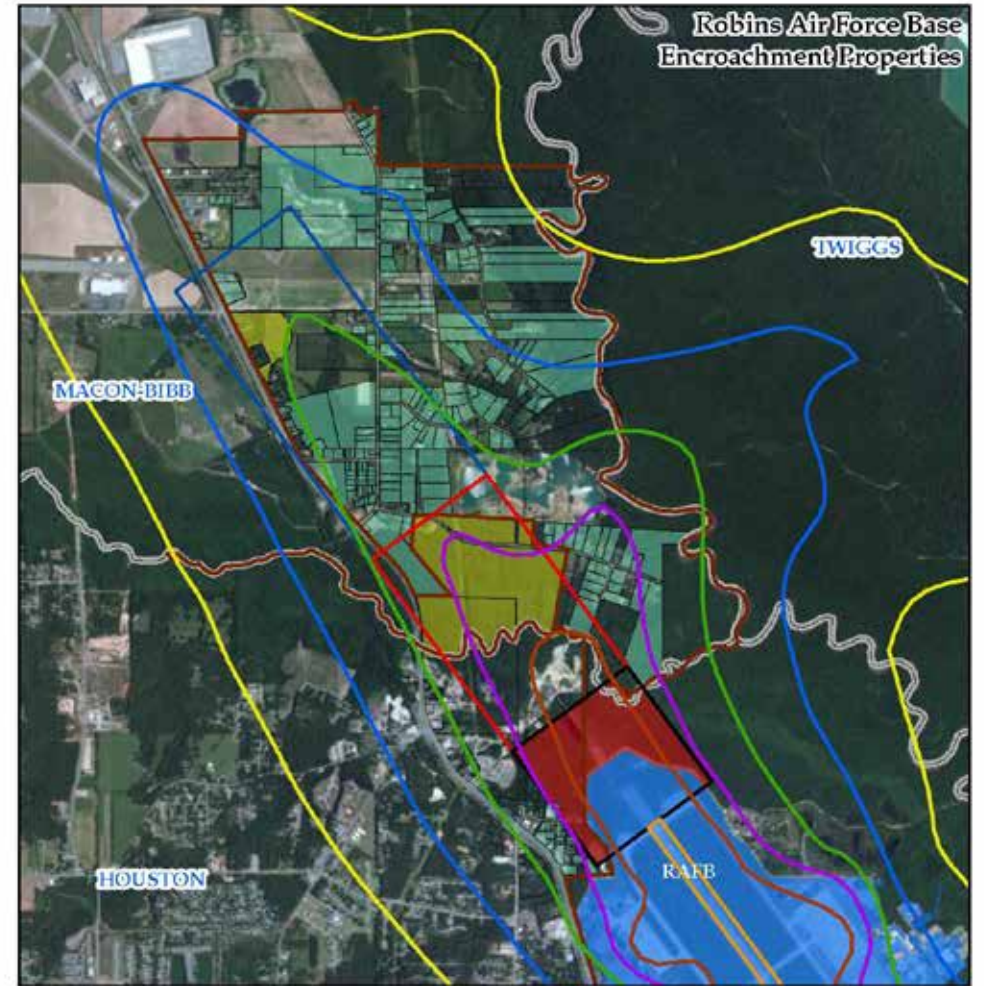 Robins Air Force Base
Encroachment Properties
TWIGGS
MACON-BIBB
HOUSTON
RAFB